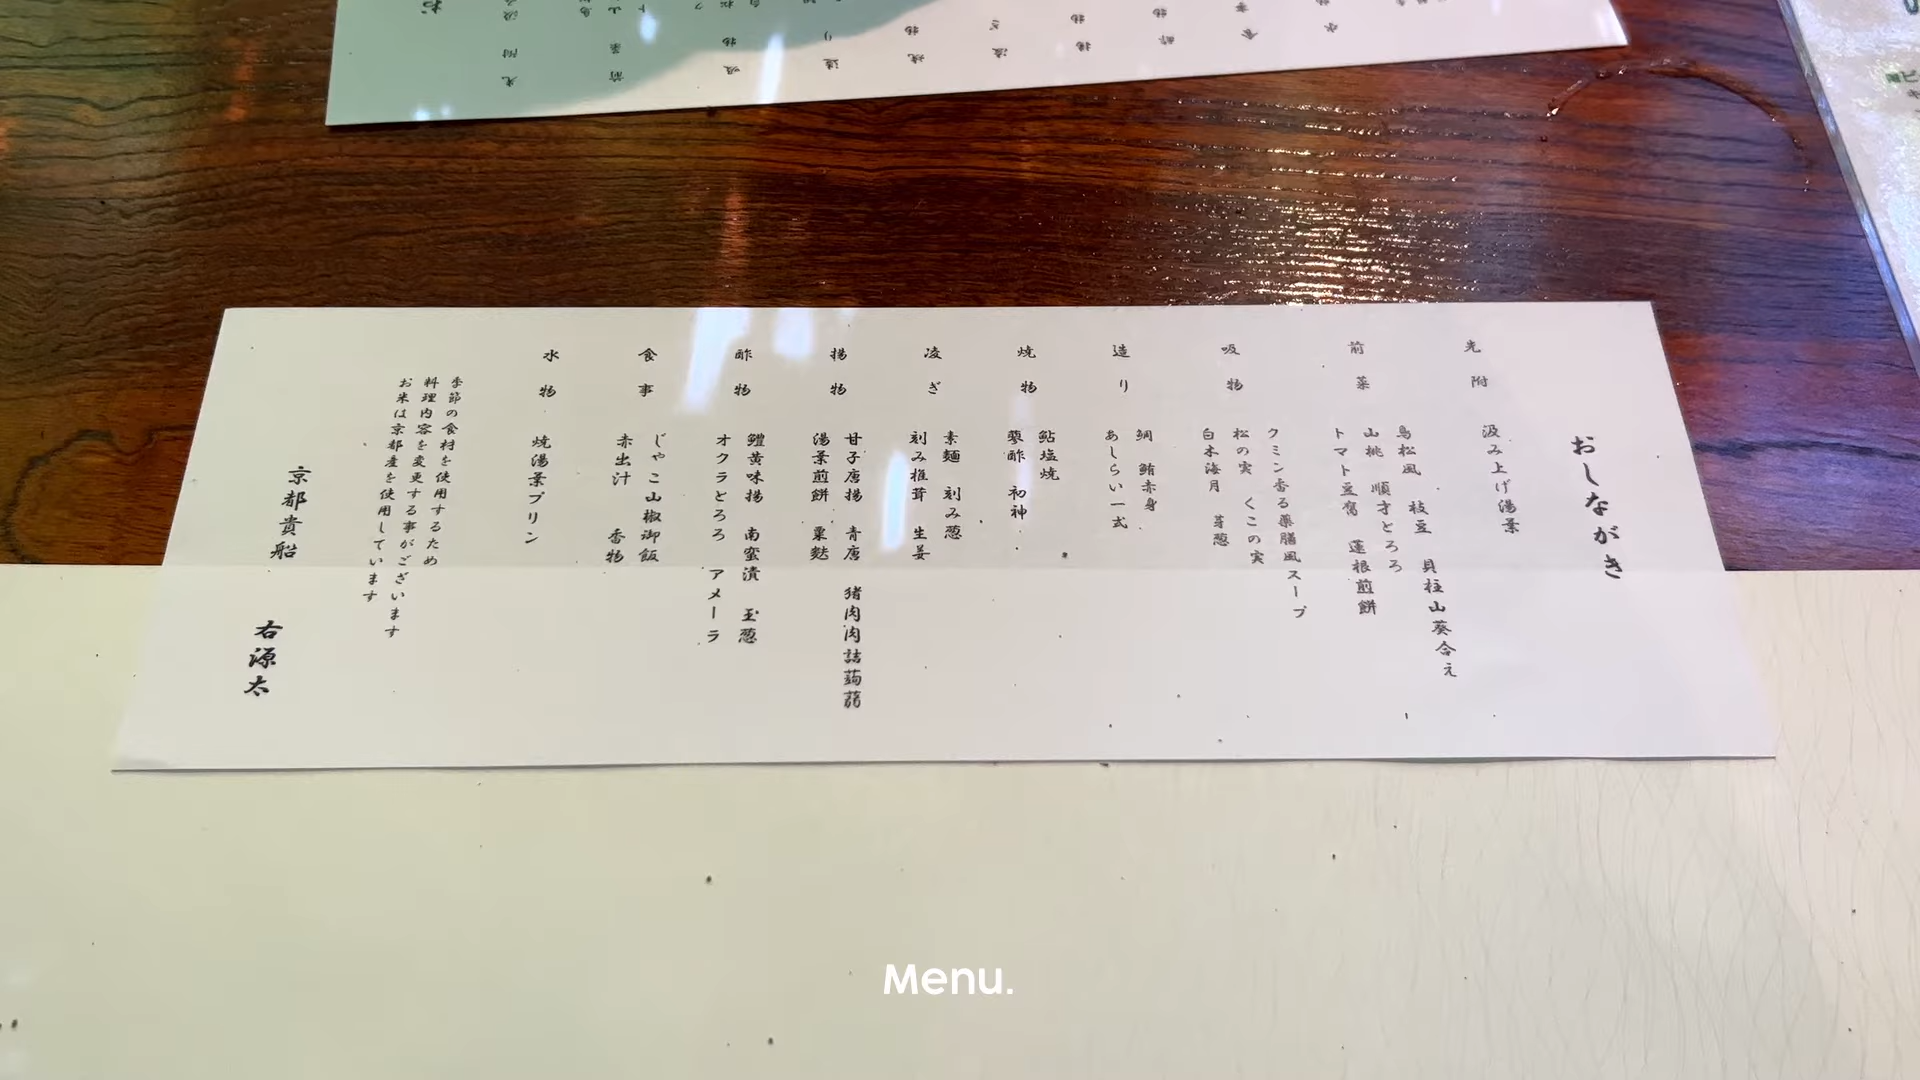 おしながき
先附 汲み上げ湯葉
前菜 貝柱山葵合え
鳥松風 枝豆
山桃 順才とろろ
トマト豆腐 蓮根煎餅
吸物 クミン香る薬膳風スープ
松の実 くこの実
白木海月 芽葱
造り 鯛 鮪赤身
あしらい一式
焼物 鮎塩焼
蓼酢 初神
凌ぎ 素麺 刻み葱
刻み椎茸 生姜
揚物 甘子唐揚 青唐 猪肉肉詰蒟蒻
湯葉煎餅 粟麩
酢物 鱧黄味揚 南蛮漬 玉葱
オクラとろろ アメーラ
食事 じゃこ山椒御飯
赤出汁 香物
水物 焼湯葉プリン
季節の食材を使用するため
料理内容を変更する事がございます
お米は京都産を使用しています
京都貴船 右源太
Menu.